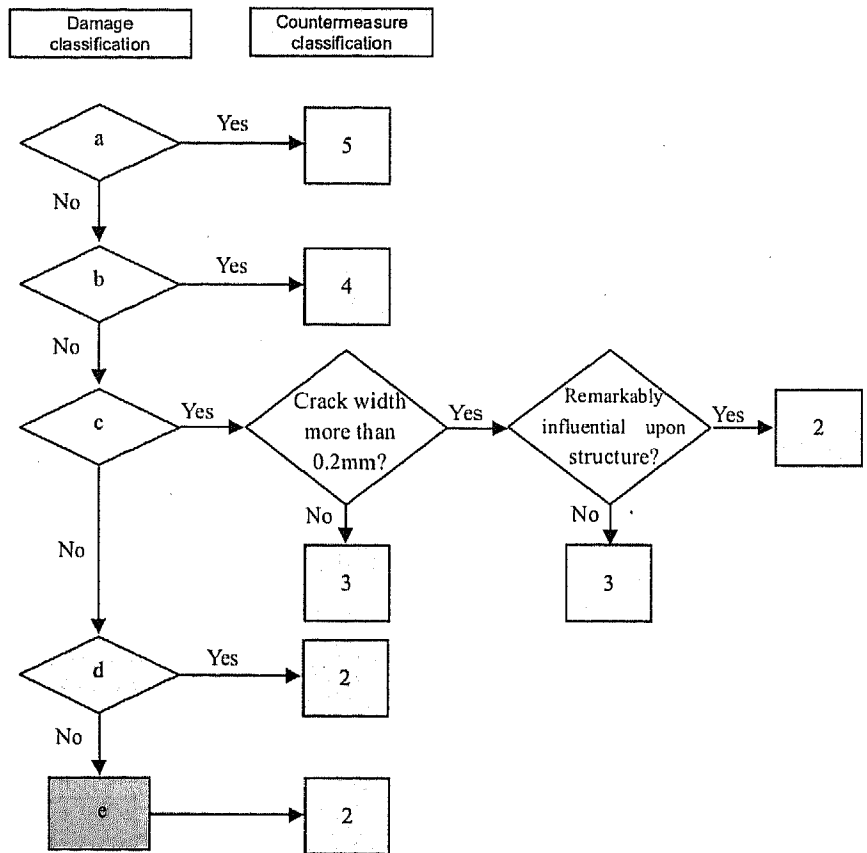 Damage
classification
Countermeasure
classification
a
Yes
5
No
b
Yes
4
No
c
Yes
Crack width
more than
0.2mm?
Yes
Remarkably
influential upon
structure?
Yes
2
No
No
No
3
3
d
Yes
2
No
e
2